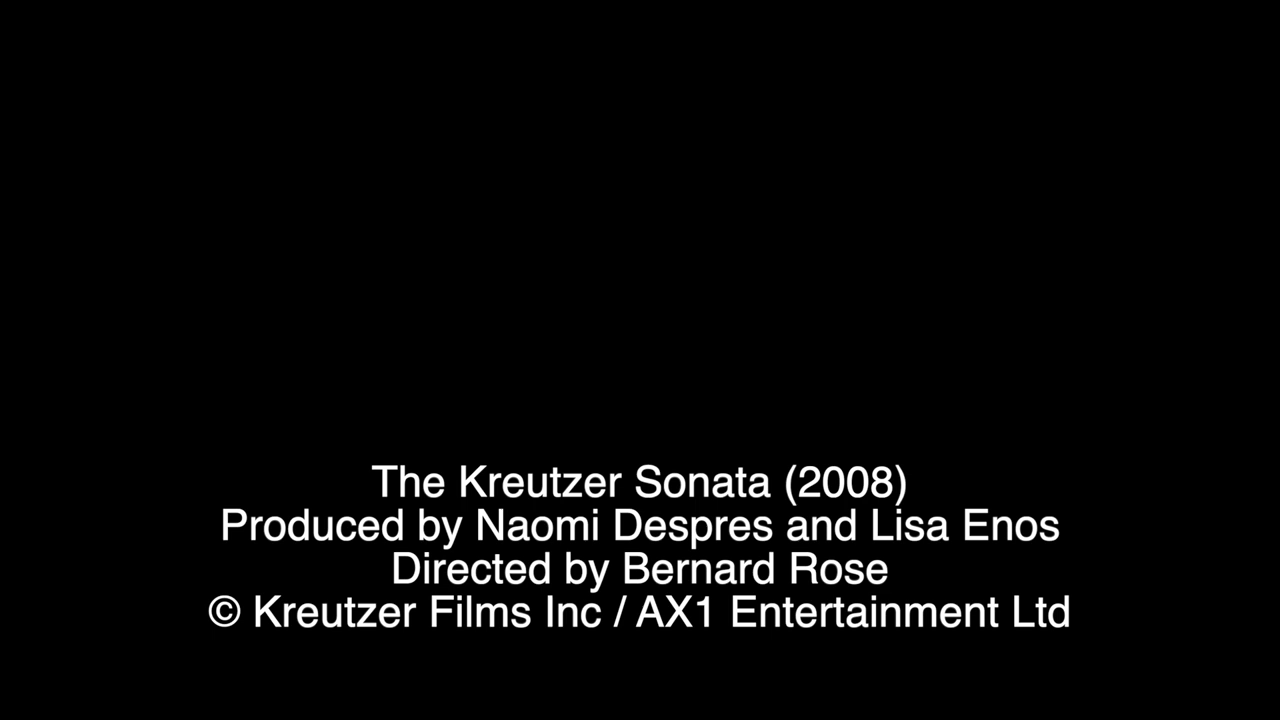 The Kreutzer Sonata (2008)
Produced by Naomi Despres and Lisa Enos
Directed by Bernard Rose
© Kreutzer Films Inc / AX1 Entertainment Ltd